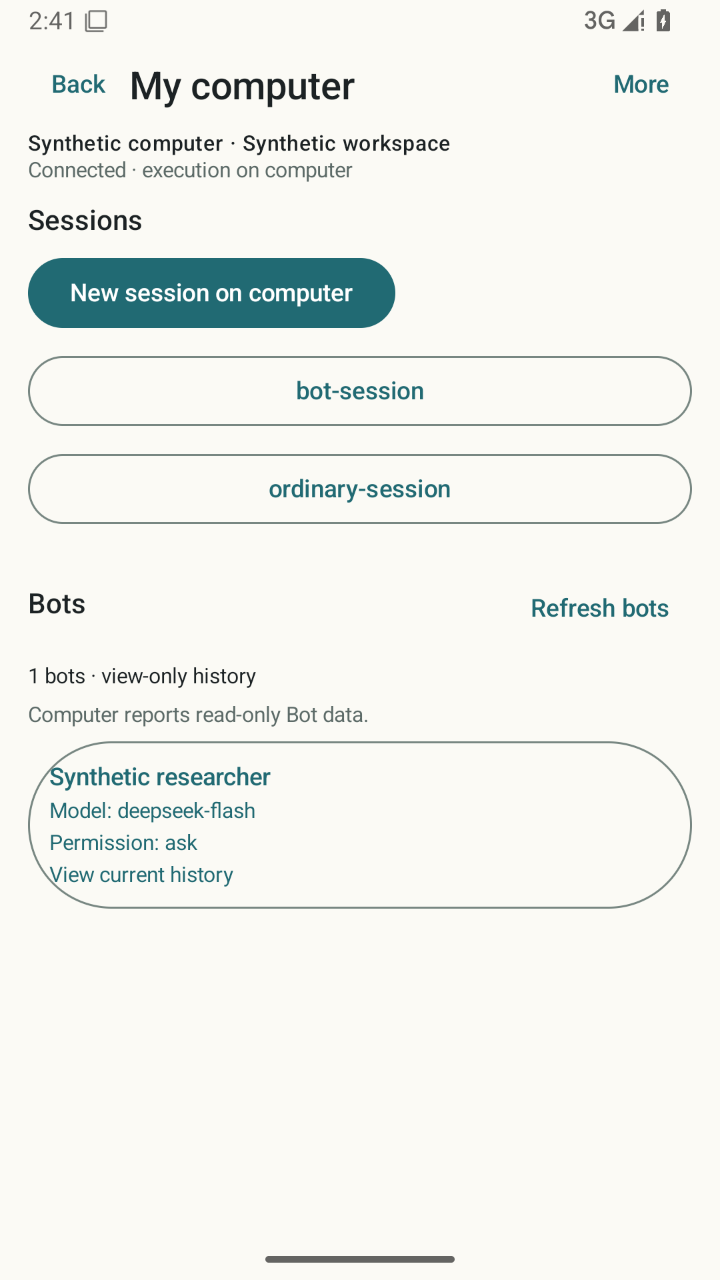 2:41 3G
Back My computer More
Synthetic computer · Synthetic workspace
Connected · execution on computer
Sessions
New session on computer
bot-session
ordinary-session
Bots Refresh bots
1 bots · view-only history
Computer reports read-only Bot data.
Synthetic researcher
Model: deepseek-flash
Permission: ask
View current history